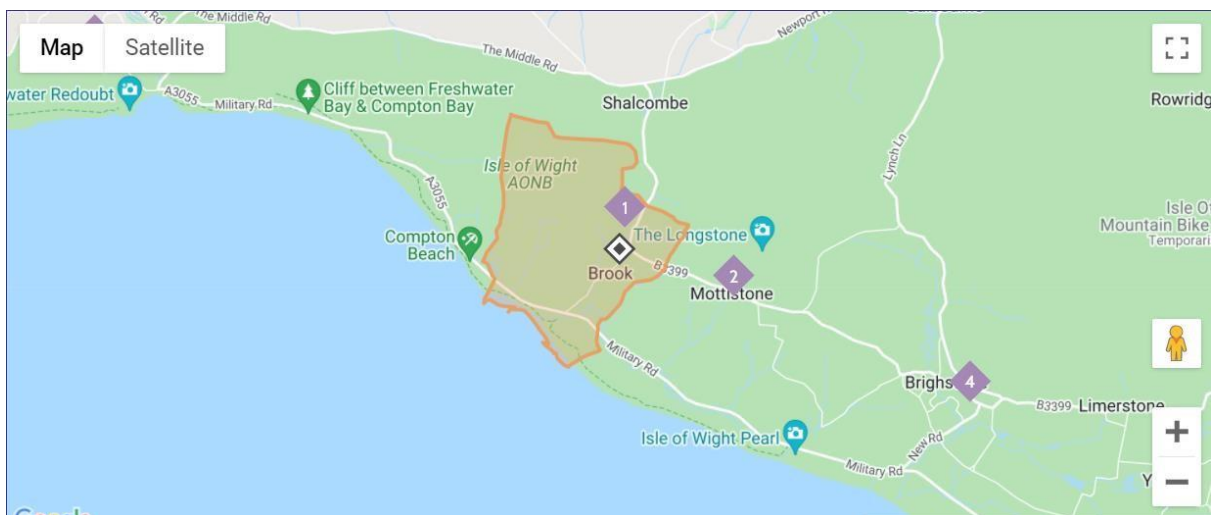 The Middle Rd
Rd
Map
Satellite
Newport R
The Middle Rd
water Redoubt
A3055
Military Rd
Cliff between Freshwater
Bay & Compton Bay
Shalcombe
Rowridg
Lynch Ln
Isle of Wight
AONB
A3055
1
Isle O
Mountain Bike
Temporari
Compton
Beach
The Longstone
Brook
B3399
2
Mottistone
Military Rd
Brighs
4
B3399
Limerstone
Isle of Wight Pearl
New Rd
Military Rd
Y